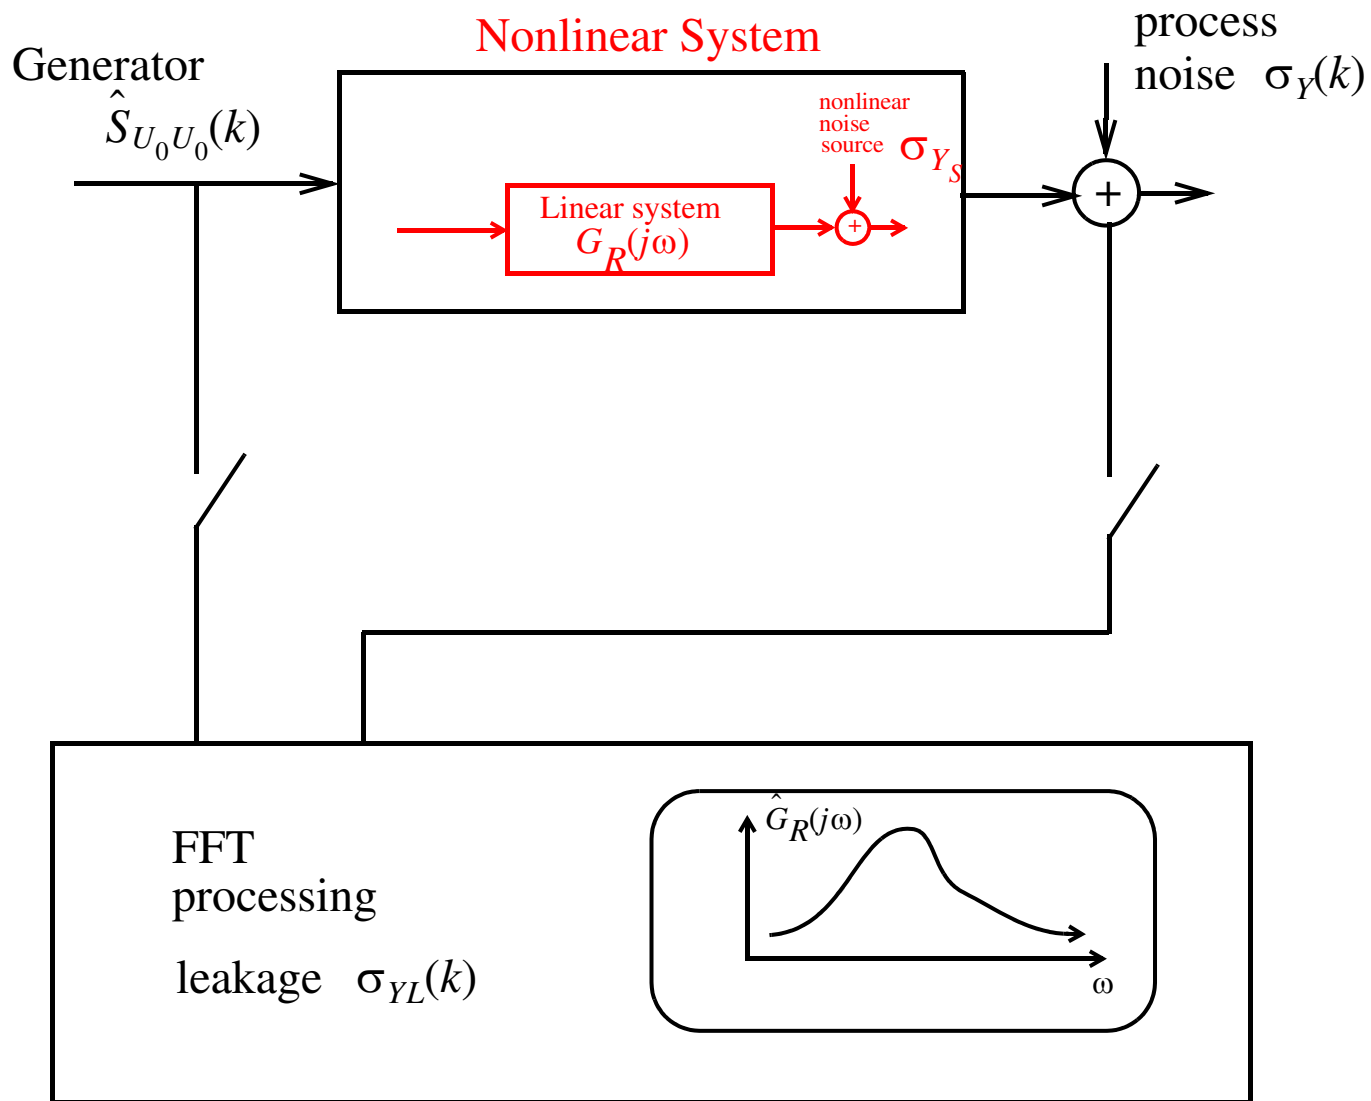 Nonlinear System
process
noise σ_Y(k)
Generator
Ŝ_{U_0U_0}(k)
nonlinear
noise
source σ_{Y_S}
+
Linear system
G_R(jω)
+
FFT
processing
leakage σ_{YL}(k)
Ĝ_R(jω)
ω